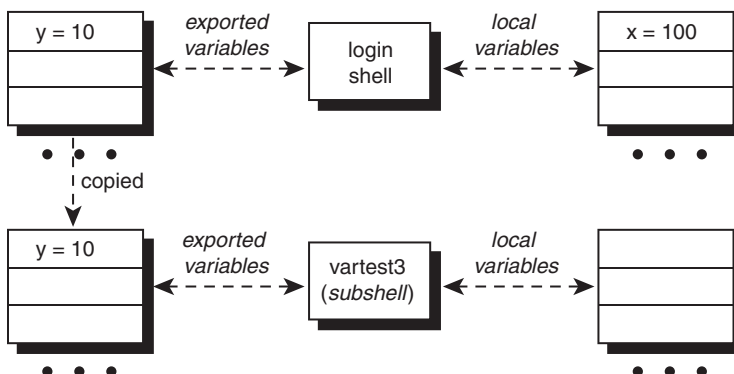 y = 10
exported
variables
login
shell
local
variables
x = 100
copied
y = 10
exported
variables
vartest3
(subshell)
local
variables